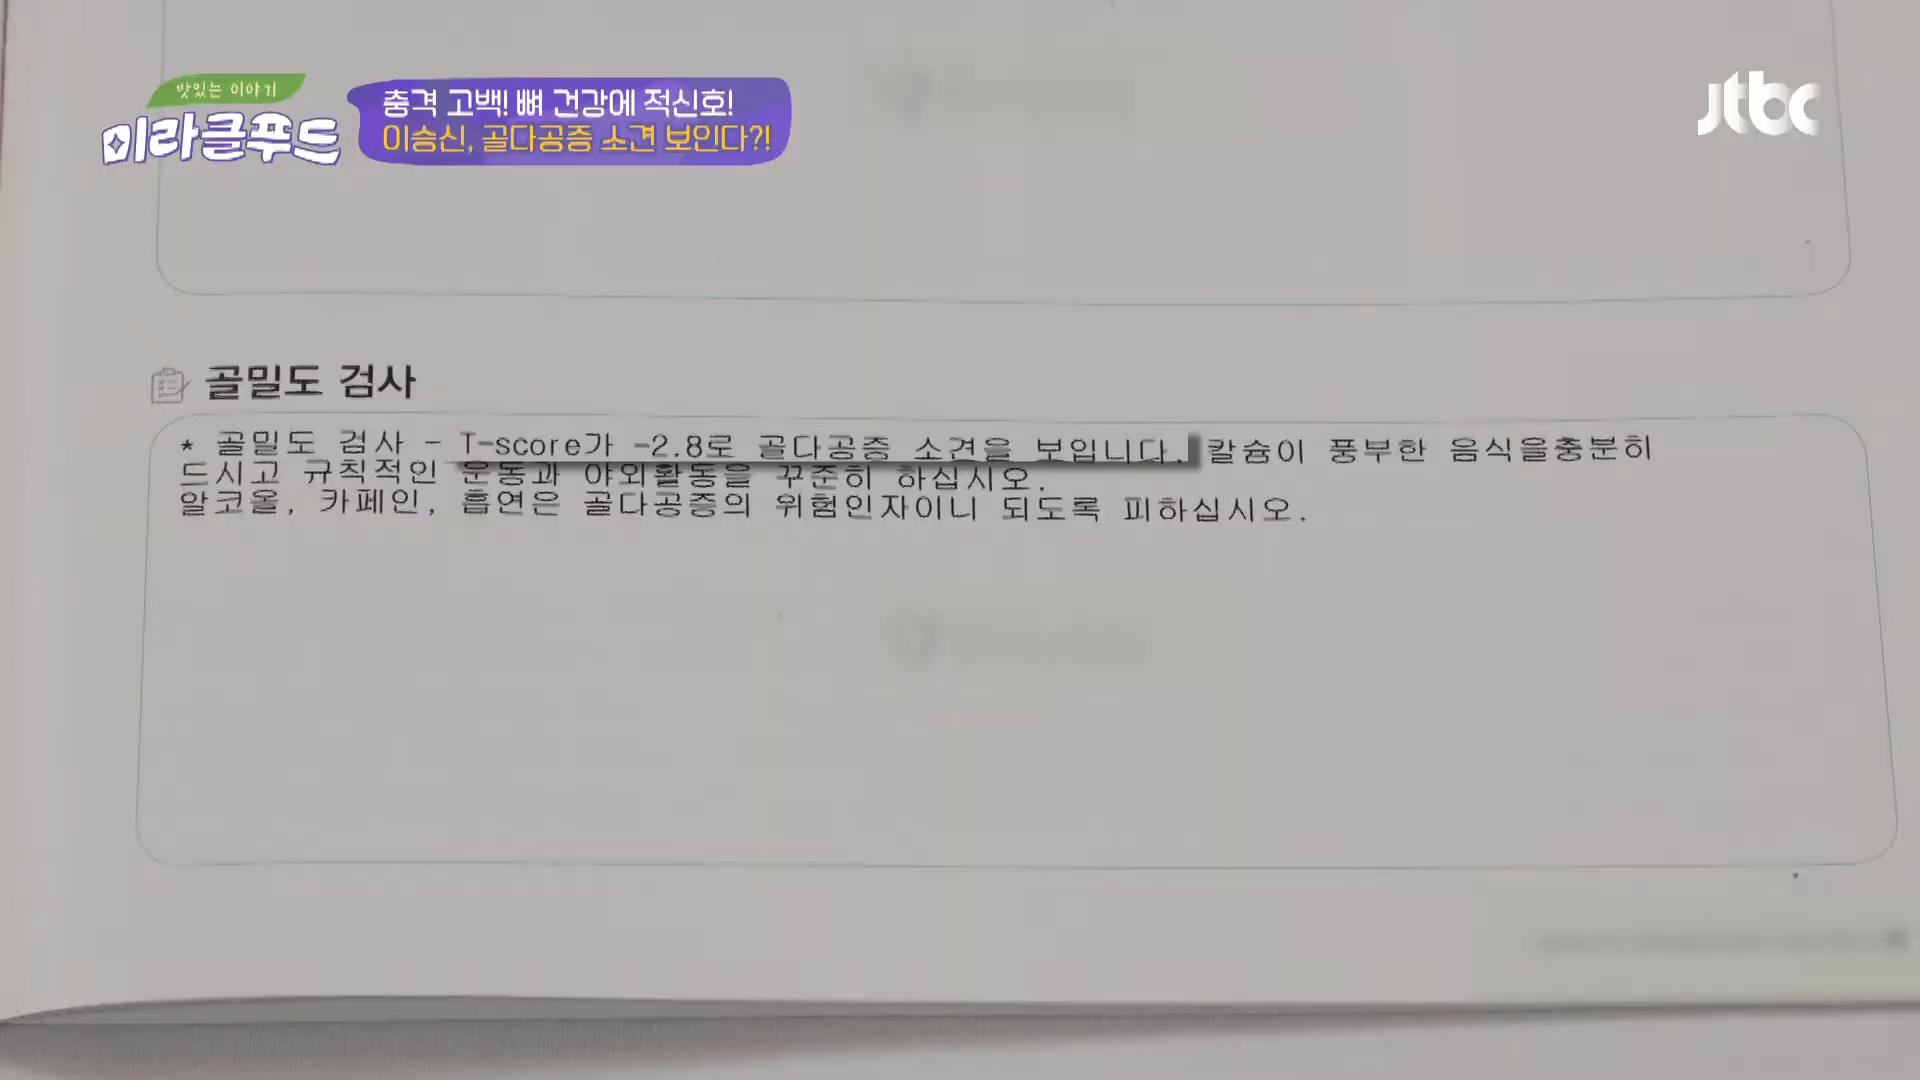 맛있는 이야기
미라클푸드
충격 고백! 뼈 건강에 적신호!
이승신, 골다공증 소견 보인다?!
jtbc
골밀도 검사
* 골밀도 검사 - T-score가 -2.8로 골다공증 소견을 보입니다. 칼슘이 풍부한 음식을충분히
드시고 규칙적인 운동과 야외활동을 꾸준히 하십시오.
알코올, 카페인, 흡연은 골다공증의 위험인자이니 되도록 피하십시오.